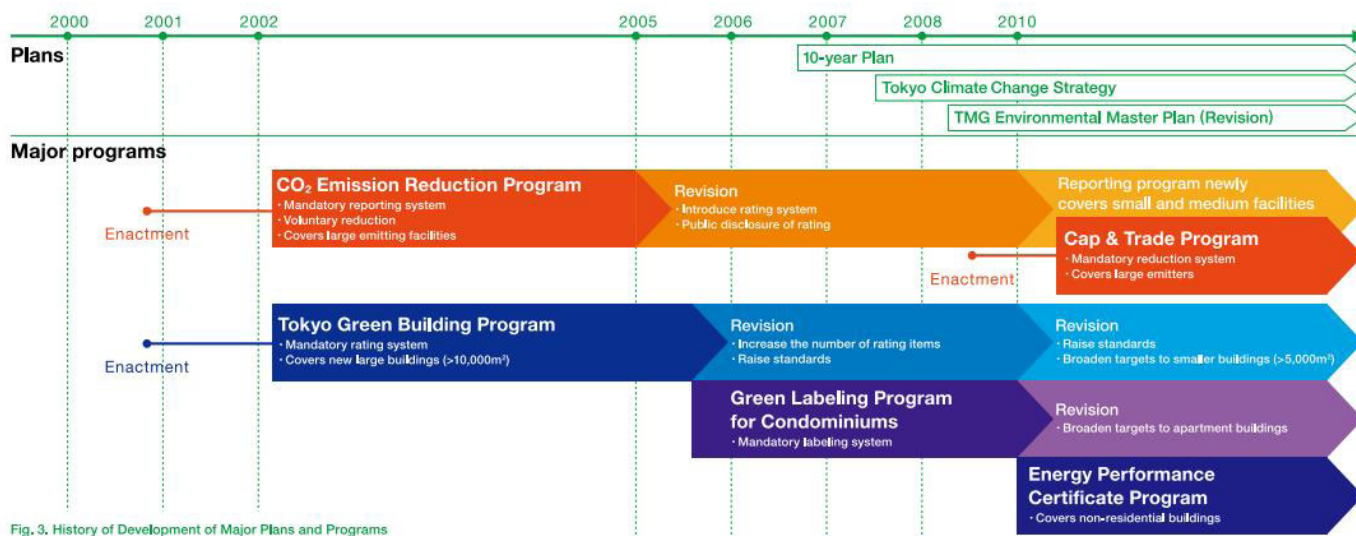 2000 2001 2002 2005 2006 2007 2008 2010
Plans
10-year Plan
Tokyo Climate Change Strategy
TMG Environmental Master Plan (Revision)
Major programs
Enactment
CO₂ Emission Reduction Program
・Mandatory reporting system
・Voluntary reduction
・Covers large emitting facilities
Revision
・Introduce rating system
・Public disclosure of rating
Reporting program newly
covers small and medium facilities
Enactment
Cap & Trade Program
・Mandatory reduction system
・Covers large emitters
Enactment
Tokyo Green Building Program
・Mandatory rating system
・Covers new large buildings (>10,000m²)
Revision
・Increase the number of rating items
・Raise standards
Revision
・Raise standards
・Broaden targets to smaller buildings (>5,000m²)
Green Labeling Program
for Condominiums
・Mandatory labeling system
Revision
・Broaden targets to apartment buildings
Energy Performance
Certificate Program
・Covers non-residential buildings
Fig. 3. History of Development of Major Plans and Programs